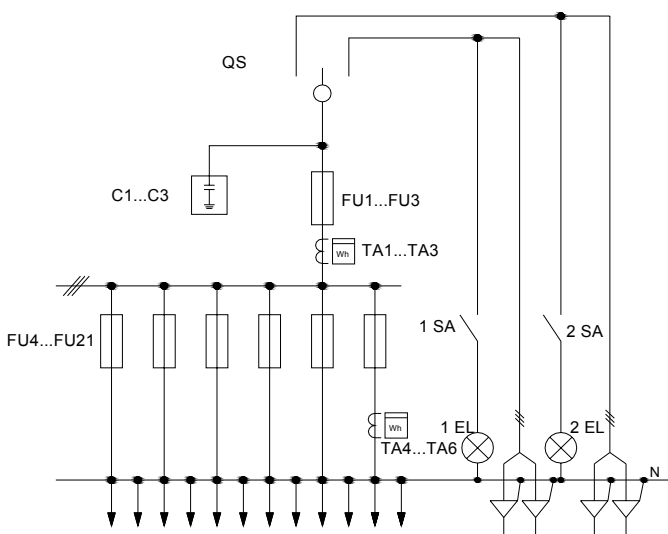 QS
C1...C3
FU1...FU3
Wh
TA1...TA3
FU4...FU21
1 SA
2 SA
Wh
1 EL
2 EL
TA4...TA6
N